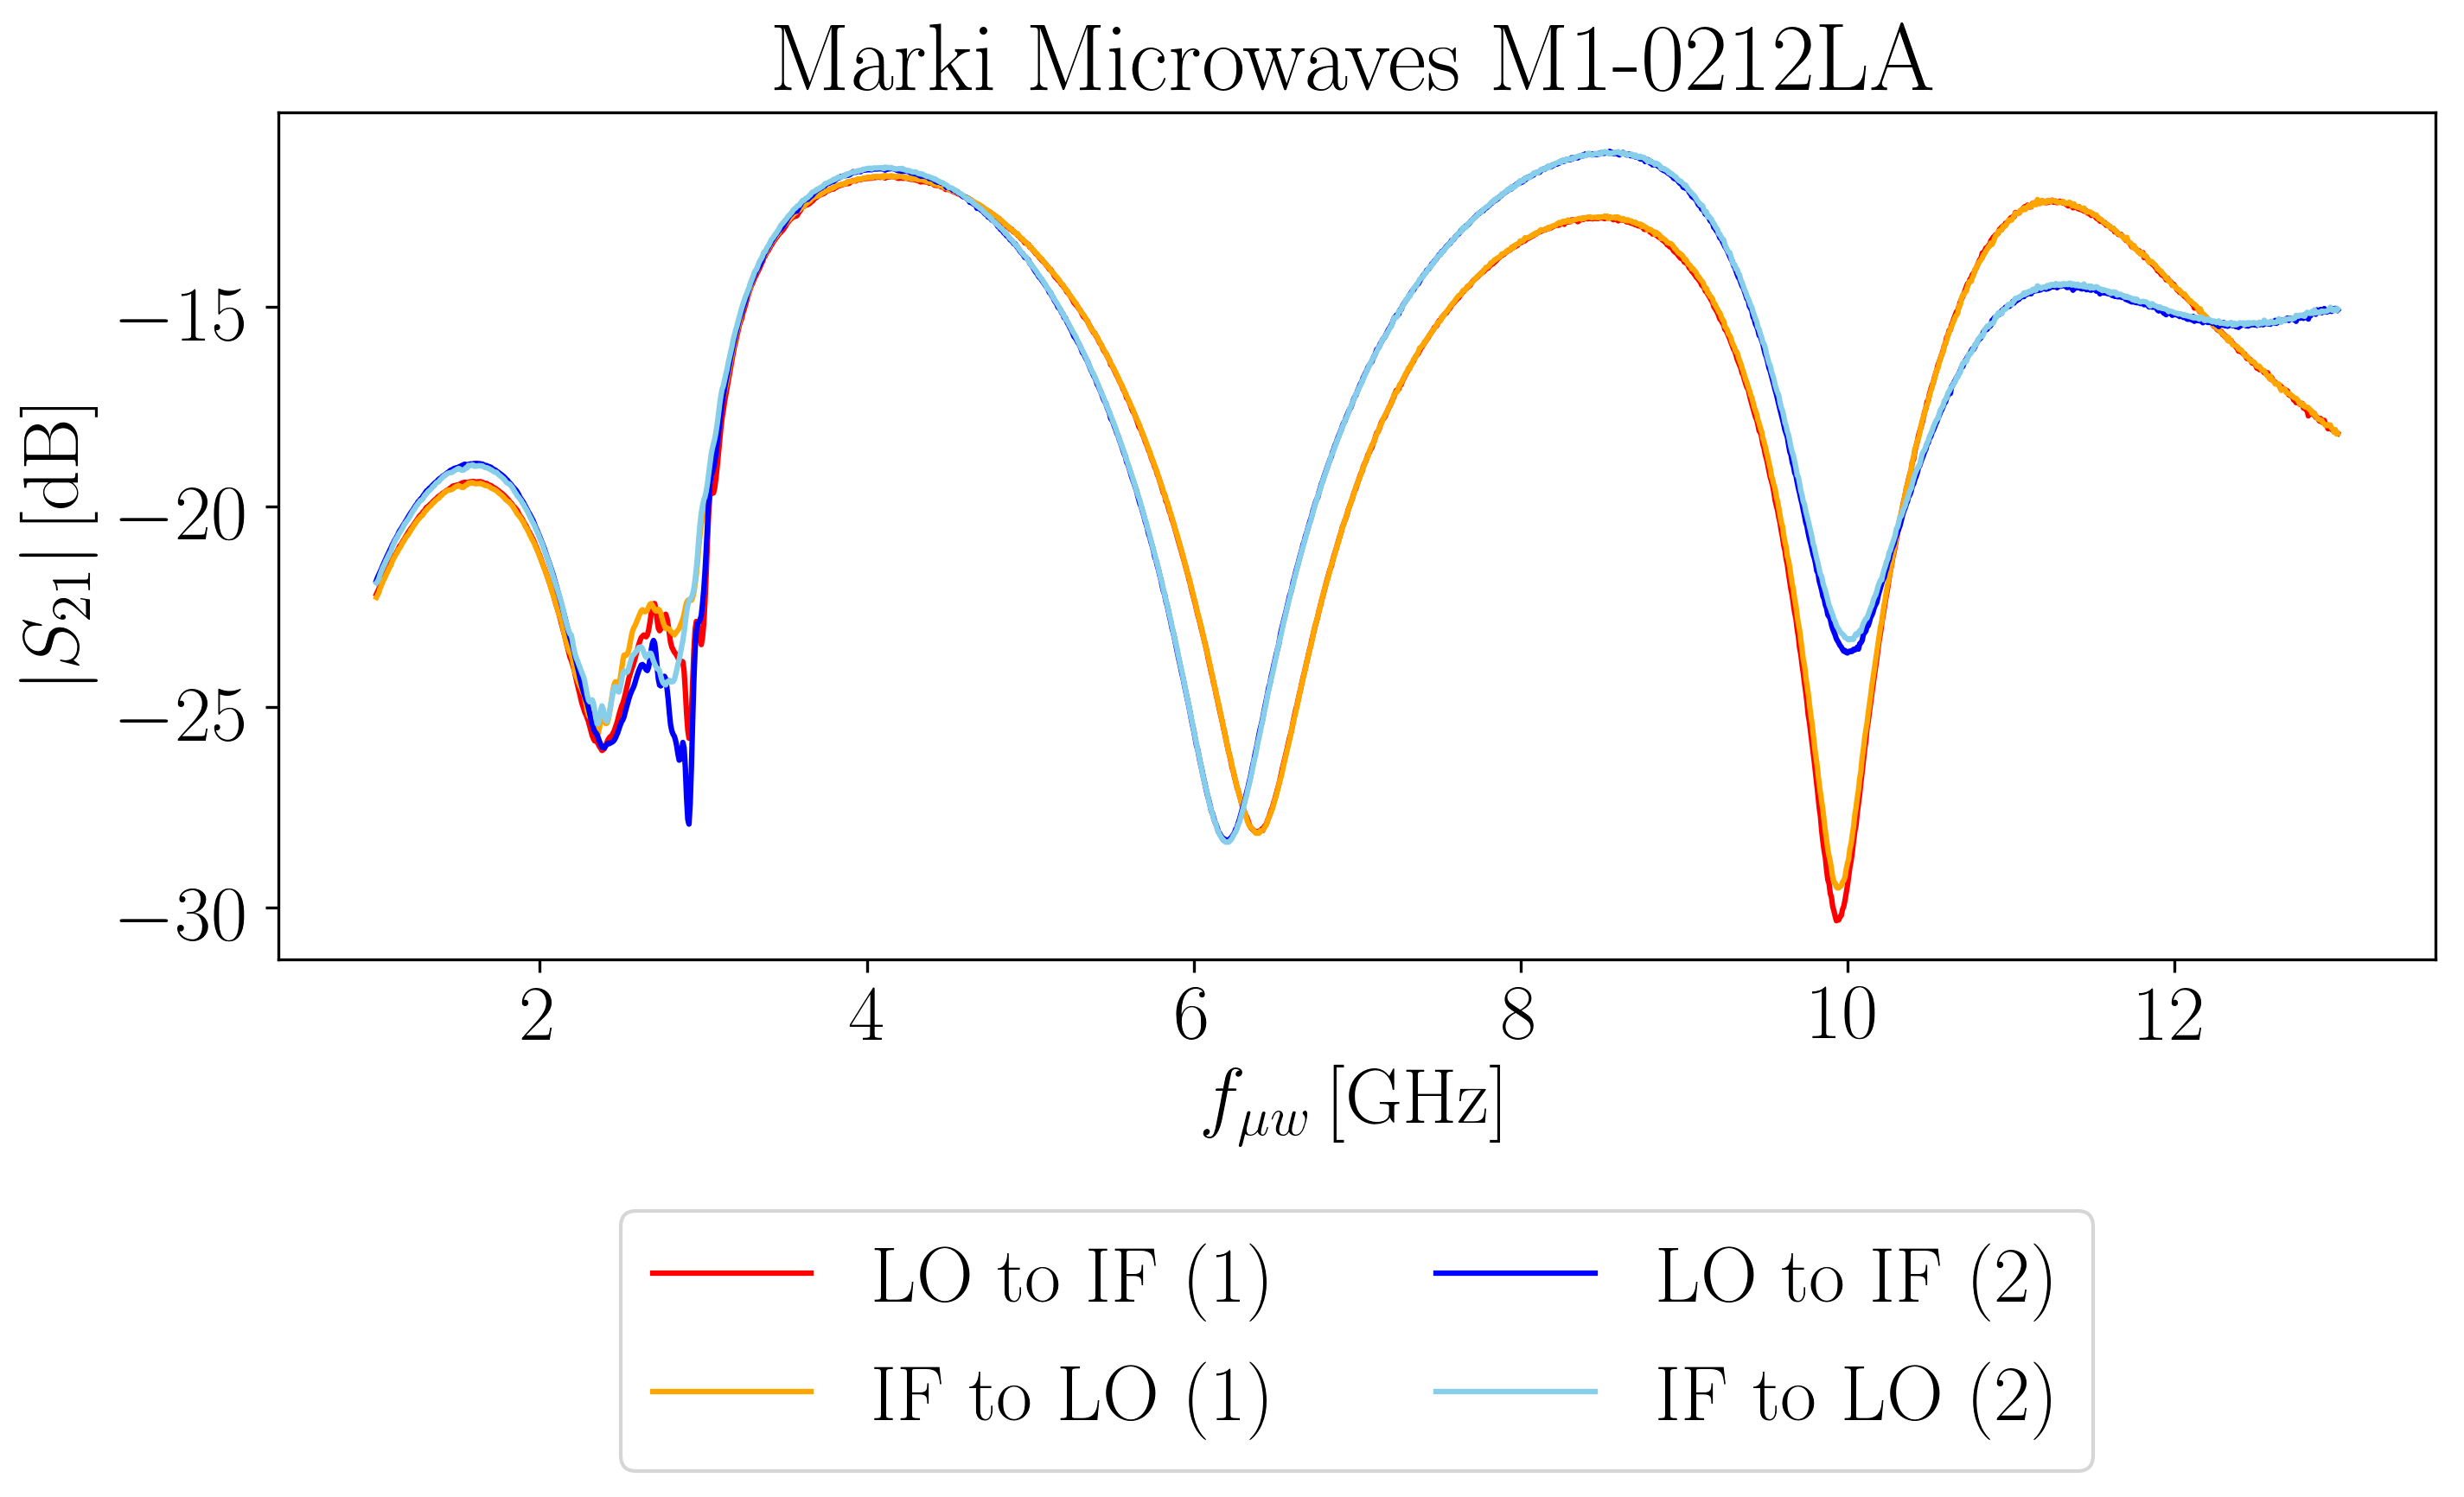 Marki Microwaves M1-0212LA
|S₂₁| [dB]
−15
−20
−25
−30
2 4 6 8 10 12
f_μw [GHz]
LO to IF (1) LO to IF (2)
IF to LO (1) IF to LO (2)